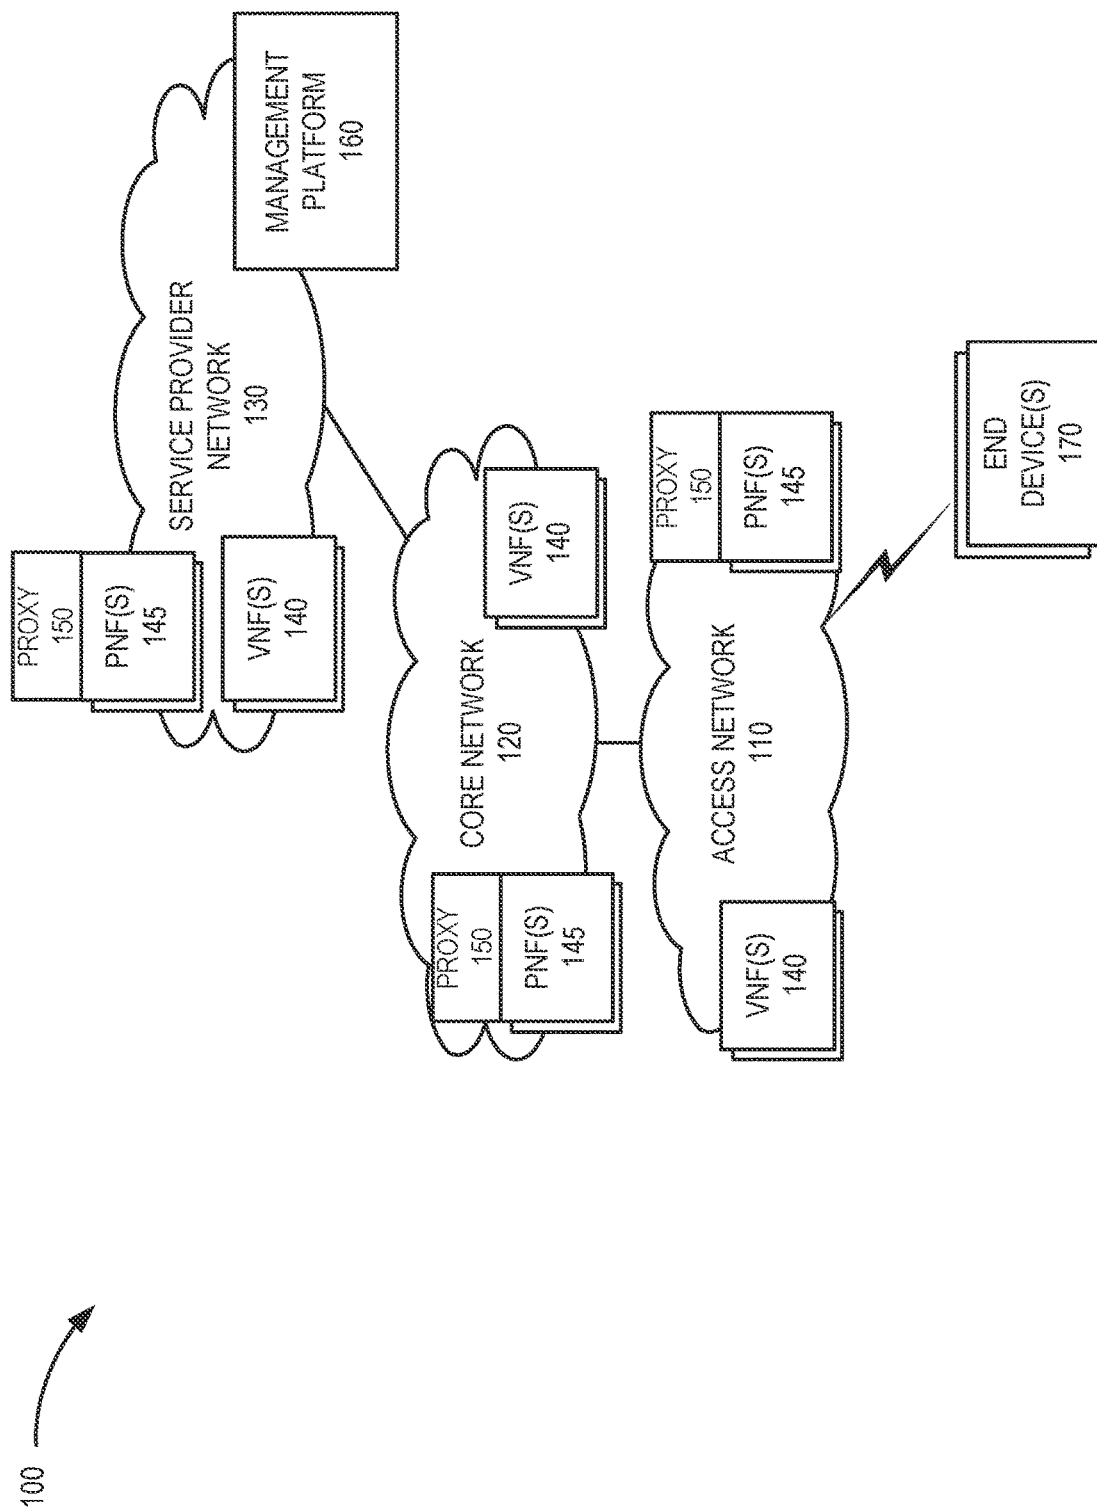 100
PROXY
150
PNF(S)
145
VNF(S)
140
SERVICE PROVIDER
NETWORK
130
MANAGEMENT
PLATFORM
160
PROXY
150
PNF(S)
145
CORE NETWORK
120
VNF(S)
140
VNF(S)
140
ACCESS NETWORK
110
PROXY
150
PNF(S)
145
END
DEVICE(S)
170